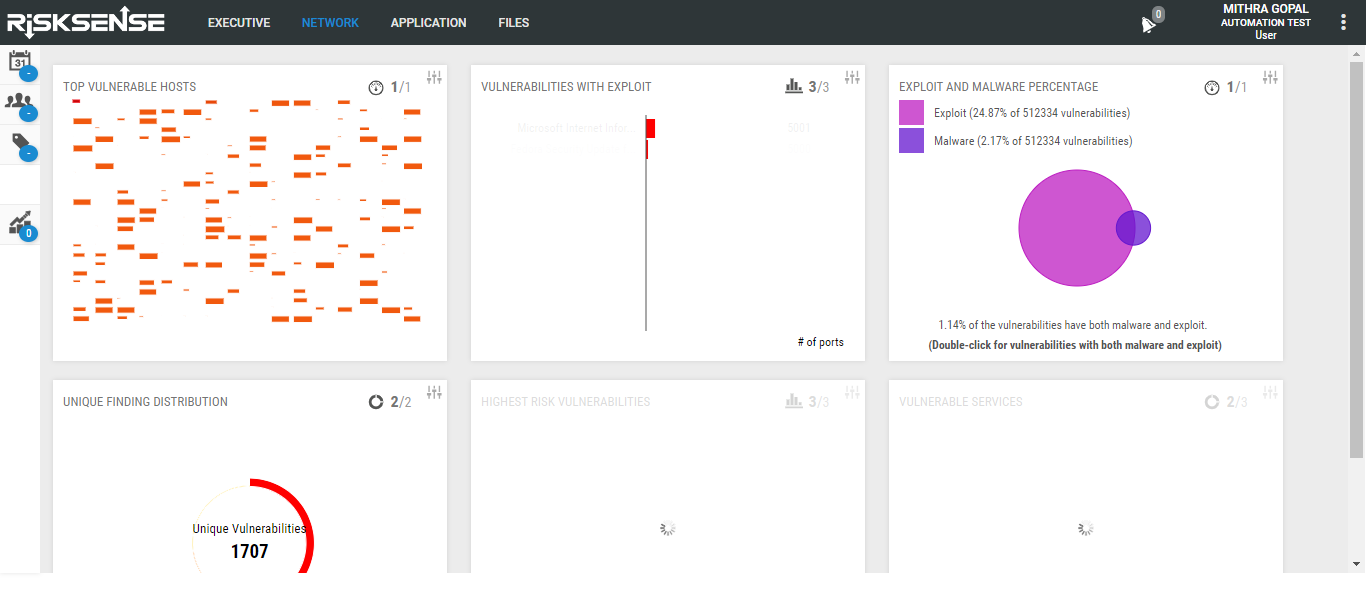 RiSKSENSE
EXECUTIVE NETWORK APPLICATION FILES
0
MITHRA GOPAL
AUTOMATION TEST
User
31
-
-
-
0
TOP VULNERABLE HOSTS 1/1
VULNERABILITIES WITH EXPLOIT 3/3
Microsoft Internet Infor... 5001
# of ports
EXPLOIT AND MALWARE PERCENTAGE 1/1
Exploit (24.87% of 512334 vulnerabilities)
Malware (2.17% of 512334 vulnerabilities)
1.14% of the vulnerabilities have both malware and exploit.
(Double-click for vulnerabilities with both malware and exploit)
UNIQUE FINDING DISTRIBUTION 2/2
Unique Vulnerabilities
1707
HIGHEST RISK VULNERABILITIES 3/3
VULNERABLE SERVICES 2/3